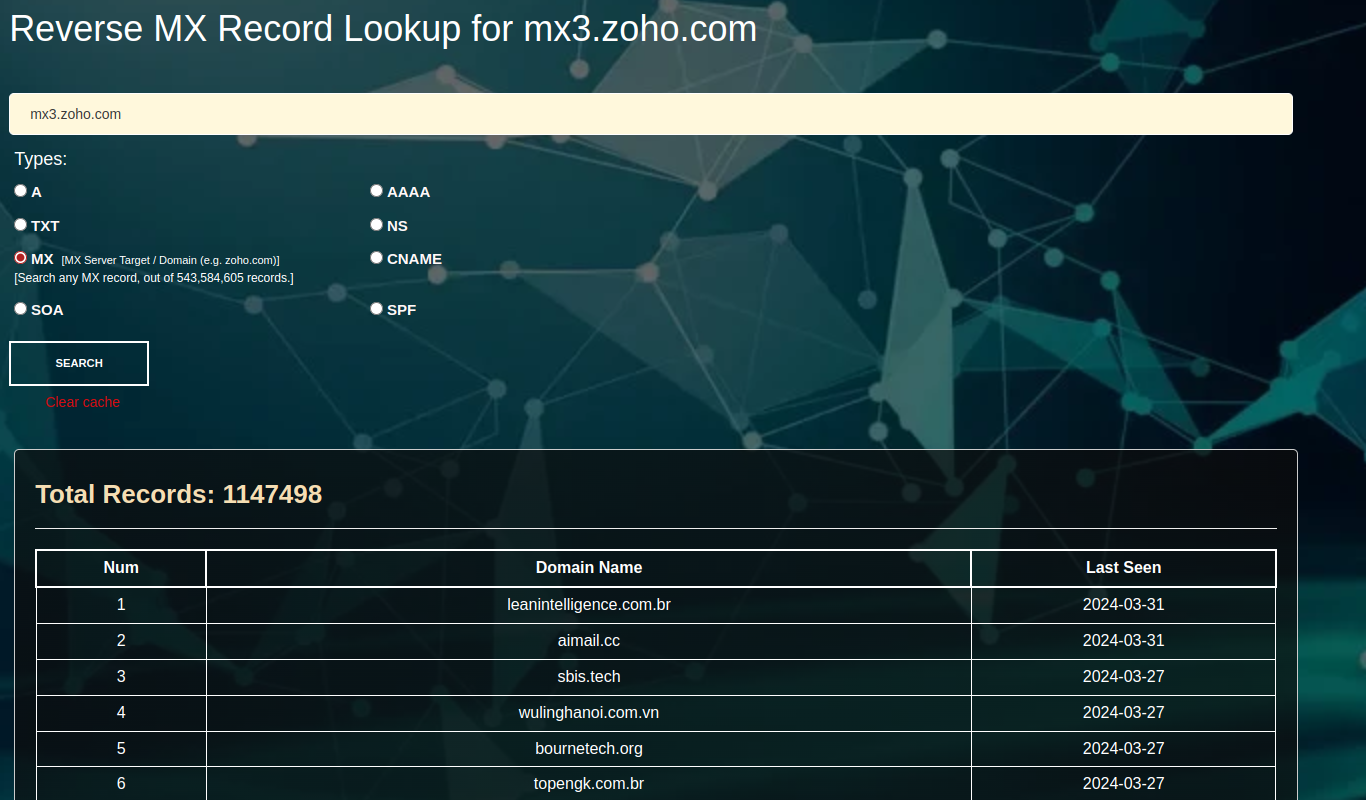 Reverse MX Record Lookup for mx3.zoho.com
mx3.zoho.com
Types:
A AAAA
TXT NS
MX [MX Server Target / Domain (e.g. zoho.com)] CNAME
[Search any MX record, out of 543,584,605 records.]
SOA SPF
SEARCH
Clear cache
Total Records: 1147498
Num Domain Name Last Seen
1 leanintelligence.com.br 2024-03-31
2 aimail.cc 2024-03-31
3 sbis.tech 2024-03-27
4 wulinghanoi.com.vn 2024-03-27
5 bournetech.org 2024-03-27
6 topengk.com.br 2024-03-27